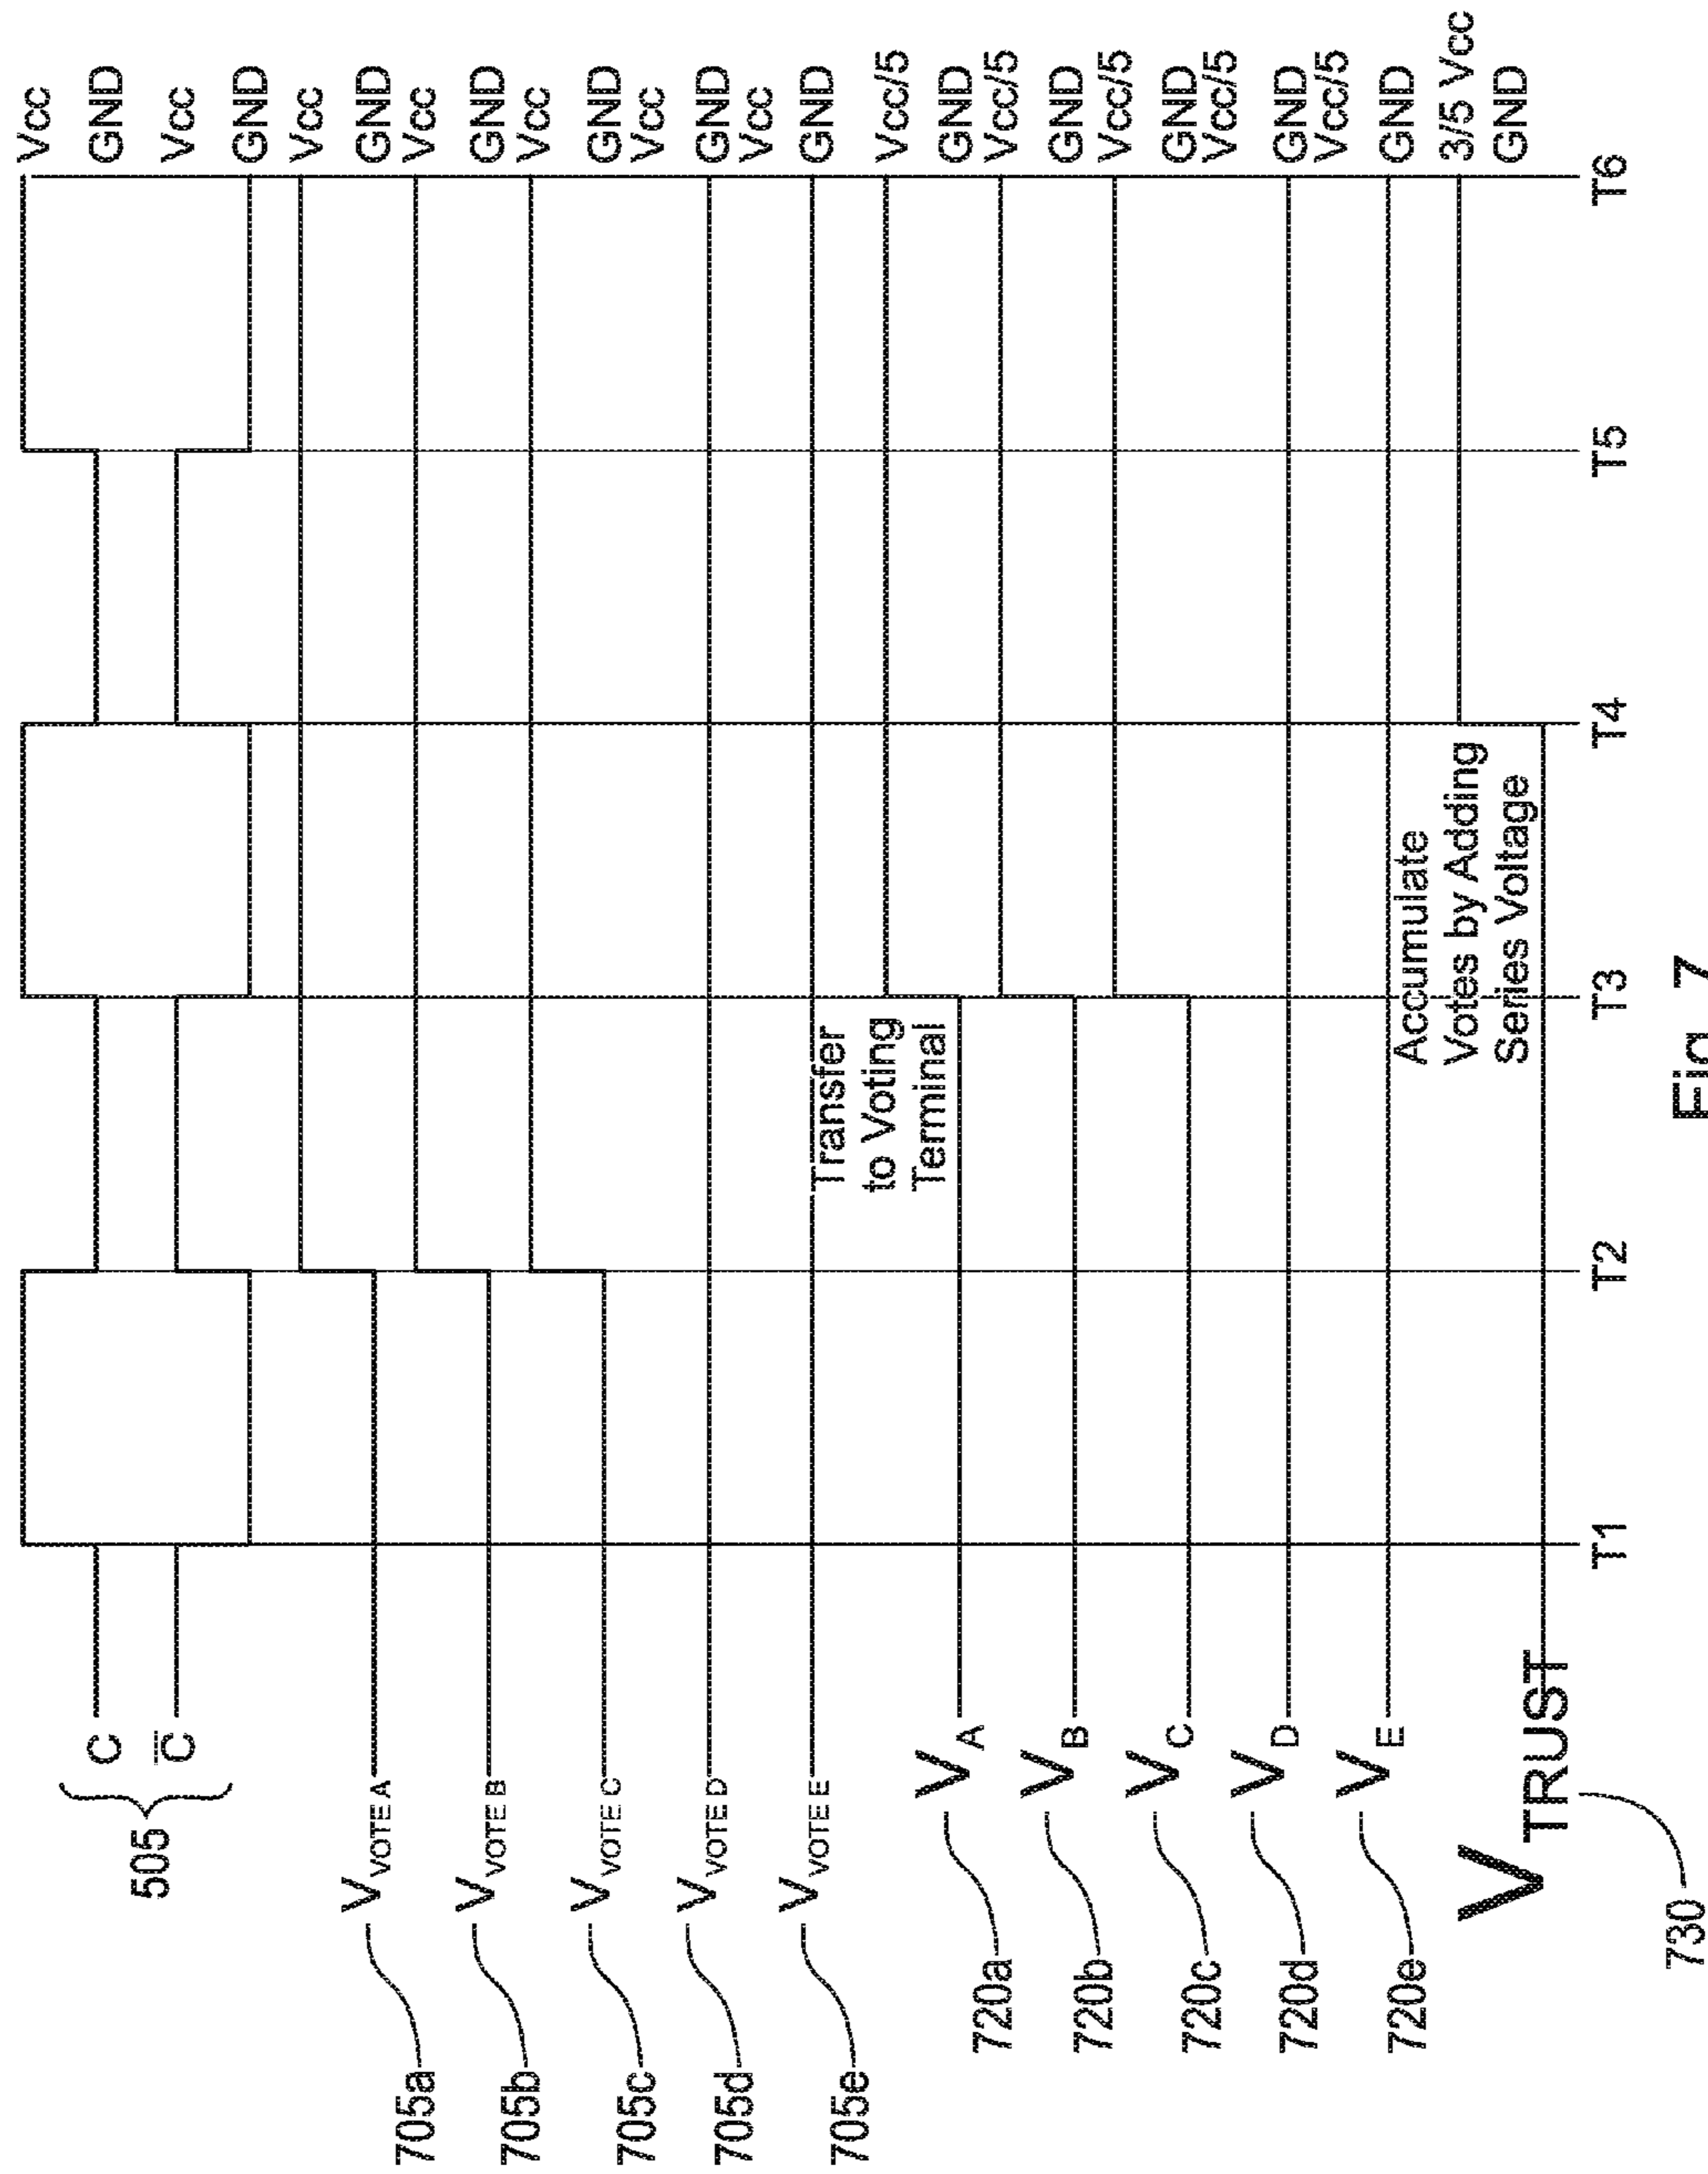 505
C
C̅
Vcc
GND
Vcc
GND
705a
V VOTE A
Vcc
GND
705b
V VOTE B
Vcc
GND
705c
V VOTE C
Vcc
GND
705d
V VOTE D
Vcc
GND
705e
V VOTE E
Vcc
GND
Transfer
to Voting
Terminal
720a
V A
Vcc/5
GND
720b
V B
Vcc/5
GND
720c
V C
Vcc/5
GND
720d
V D
Vcc/5
GND
720e
V E
Vcc/5
GND
Accumulate
Votes by Adding
Series Voltage
730
V TRUST
3/5 Vcc
GND
T1 T2 T3 T4 T5 T6
Fig. 7